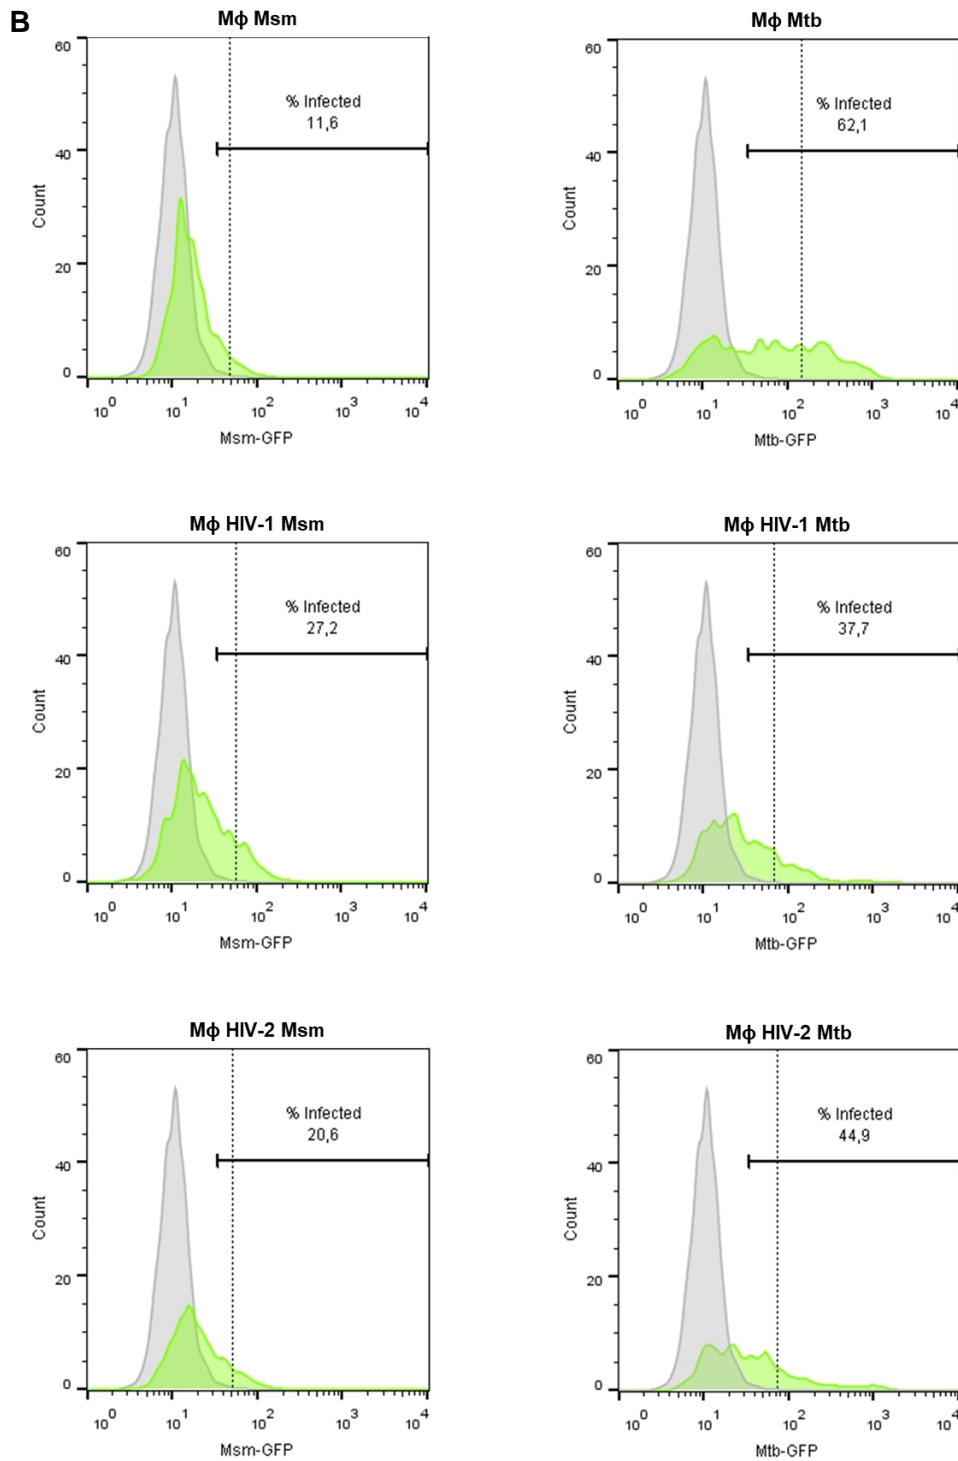 B
Mϕ Msm
60
40
20
0
Count
% Infected
11,6
10^0 10^1 10^2 10^3 10^4
Msm-GFP
Mϕ Mtb
60
40
20
0
Count
% Infected
62,1
10^0 10^1 10^2 10^3 10^4
Mtb-GFP
Mϕ HIV-1 Msm
60
40
20
0
Count
% Infected
27,2
10^0 10^1 10^2 10^3 10^4
Msm-GFP
Mϕ HIV-1 Mtb
60
40
20
0
Count
% Infected
37,7
10^0 10^1 10^2 10^3 10^4
Mtb-GFP
Mϕ HIV-2 Msm
60
40
20
0
Count
% Infected
20,6
10^0 10^1 10^2 10^3 10^4
Msm-GFP
Mϕ HIV-2 Mtb
60
40
20
0
Count
% Infected
44,9
10^0 10^1 10^2 10^3 10^4
Mtb-GFP